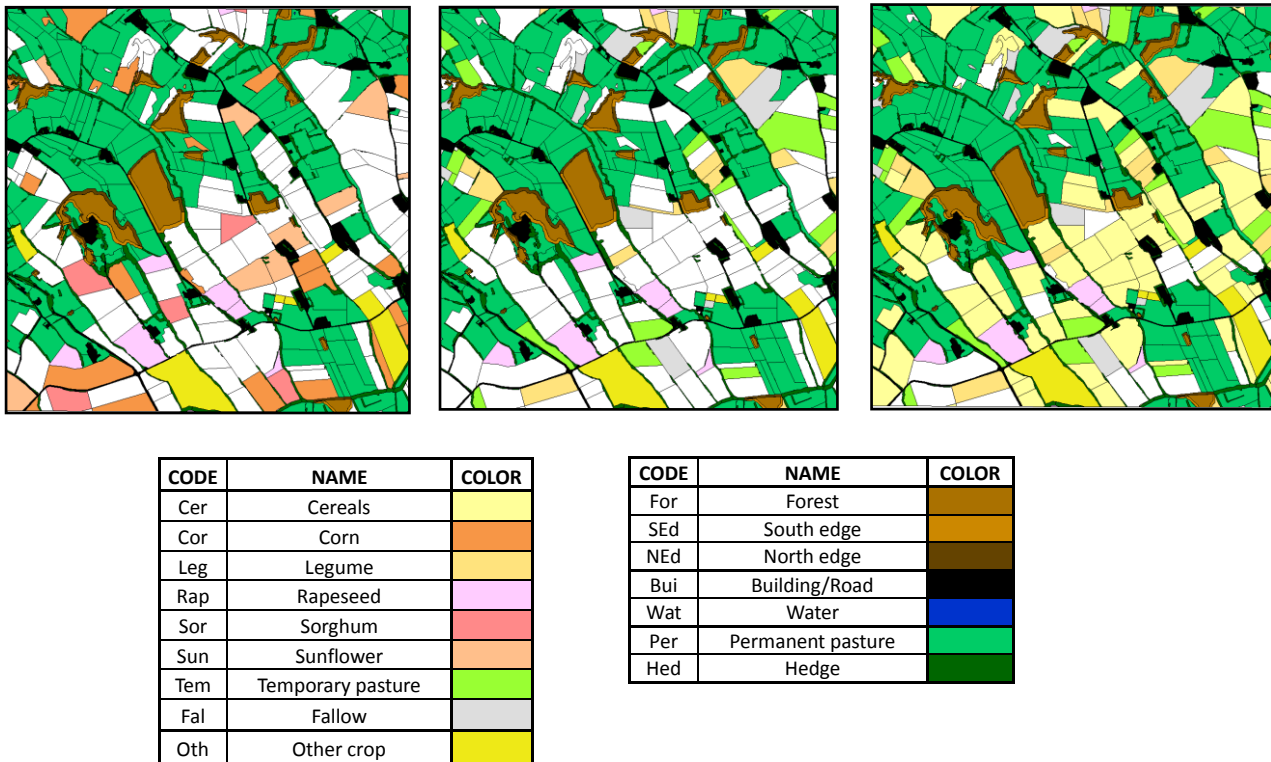 CODE NAME COLOR
Cer Cereals
Cor Corn
Leg Legume
Rap Rapeseed
Sor Sorghum
Sun Sunflower
Tem Temporary pasture
Fal Fallow
Oth Other crop
CODE NAME COLOR
For Forest
SEd South edge
NEd North edge
Bui Building/Road
Wat Water
Per Permanent pasture
Hed Hedge